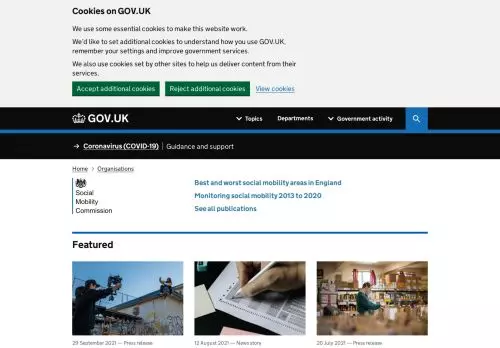 Cookies on GOV.UK
We use some essential cookies to make this website work.
We'd like to set additional cookies to understand how you use GOV.UK,
remember your settings and improve government services.
We also use cookies set by other sites to help us deliver content from their
services.
Accept additional cookies Reject additional cookies View cookies
GOV.UK Topics Departments Government activity
Coronavirus (COVID-19) Guidance and support
Home Organisations
Social
Mobility
Commission
Best and worst social mobility areas in England
Monitoring social mobility 2013 to 2020
See all publications
Featured
29 September 2021 — Press release 12 August 2021 — News story 20 July 2021 — Press release